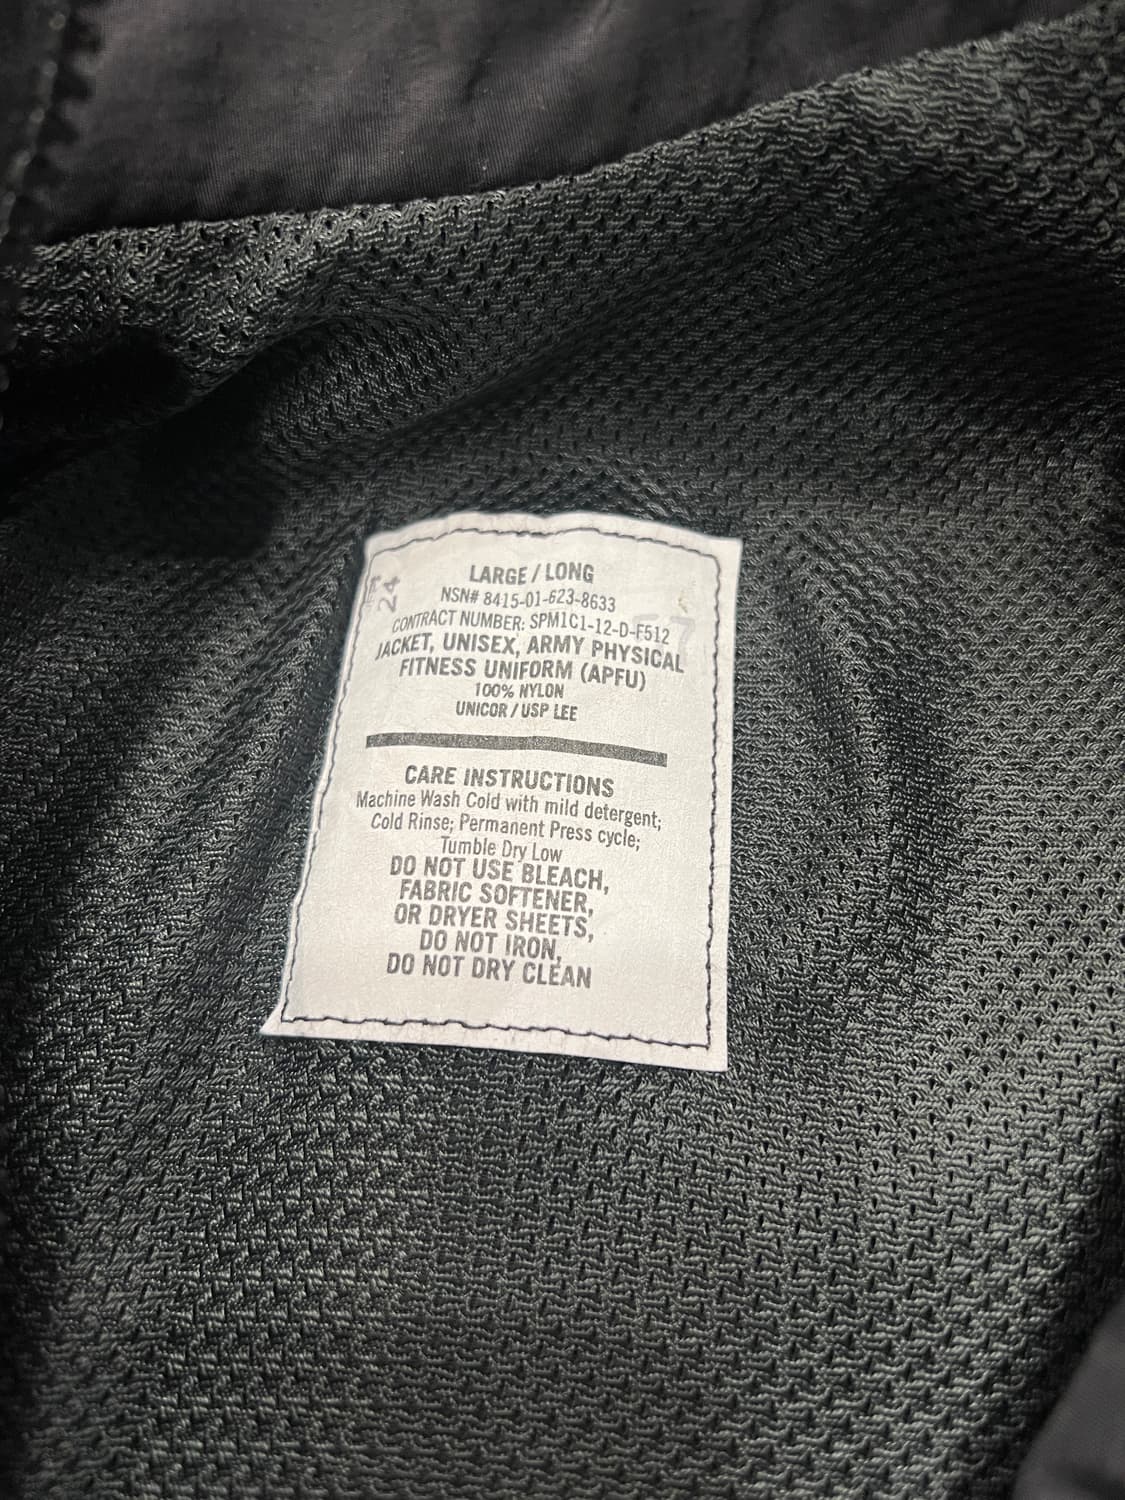 LARGE / LONG
NSN# 8415-01-623-8633
CONTRACT NUMBER: SPM1C1-12-D-F512
JACKET, UNISEX, ARMY PHYSICAL
FITNESS UNIFORM (APFU)
100% NYLON
UNICOR / USP LEE
CARE INSTRUCTIONS
Machine Wash Cold with mild detergent;
Cold Rinse; Permanent Press cycle;
Tumble Dry Low
DO NOT USE BLEACH,
FABRIC SOFTENER,
OR DRYER SHEETS,
DO NOT IRON,
DO NOT DRY CLEAN
24